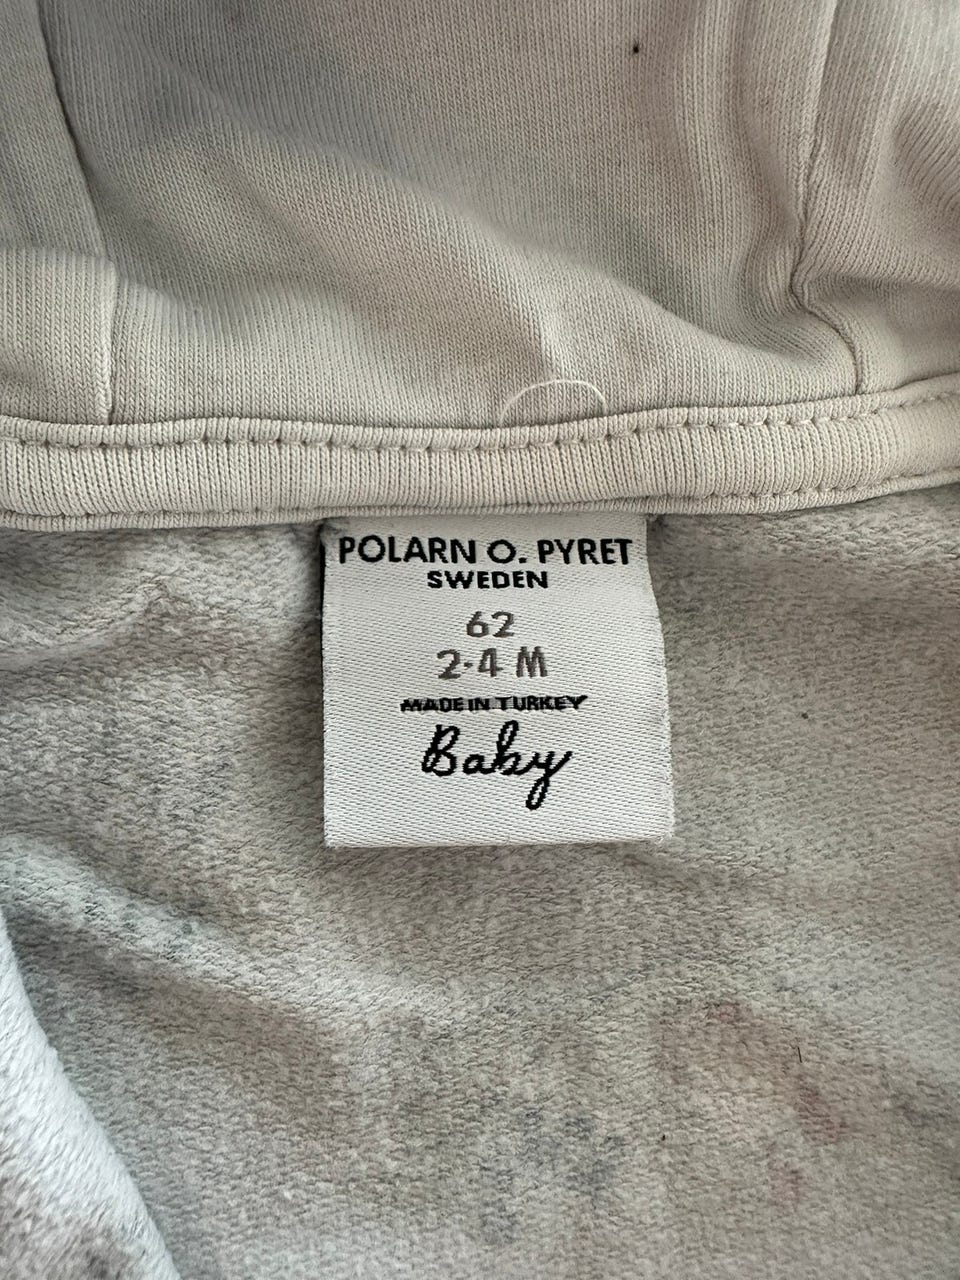 POLARN O. PYRET
SWEDEN
62
2-4 M
MADE IN TURKEY
Baby